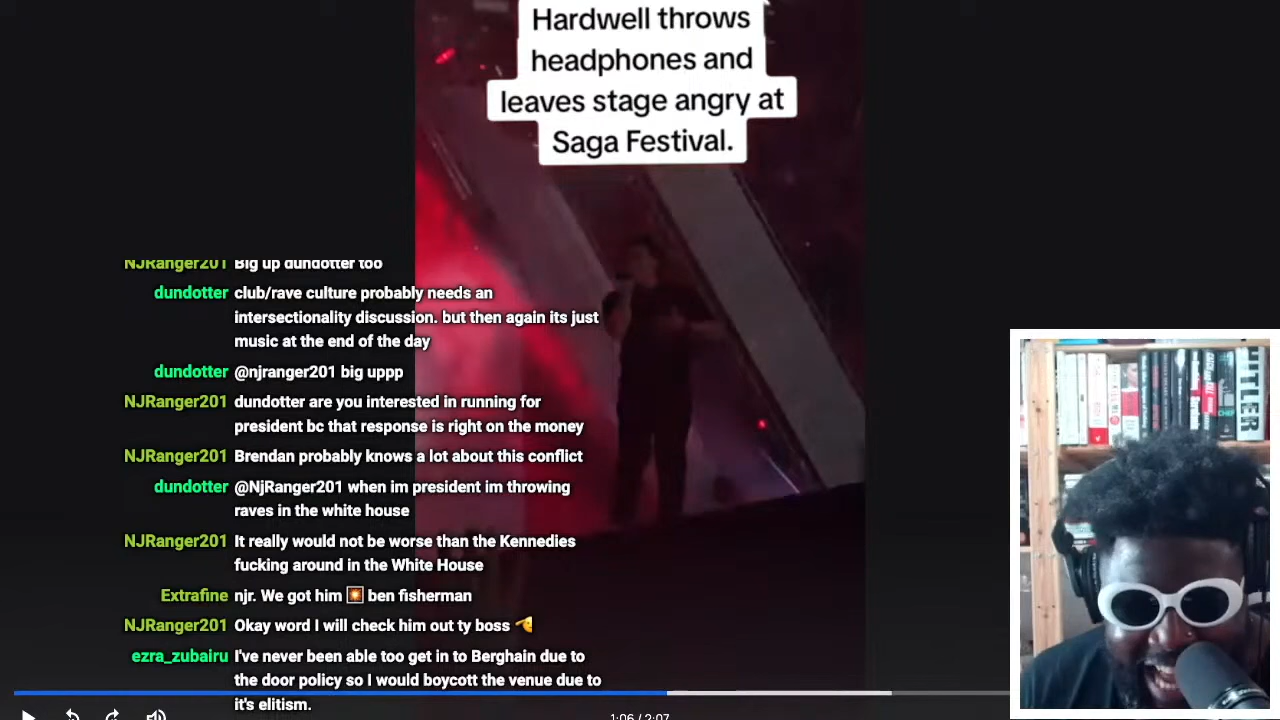 Hardwell throws
headphones and
leaves stage angry at
Saga Festival.
NJRanger201 Big up dundotter too
dundotter club/rave culture probably needs an
intersectionality discussion. but then again its just
music at the end of the day
dundotter @njranger201 big uppp
NJRanger201 dundotter are you interested in running for
president bc that response is right on the money
NJRanger201 Brendan probably knows a lot about this conflict
dundotter @NjRanger201 when im president im throwing
raves in the white house
NJRanger201 It really would not be worse than the Kennedies
fucking around in the White House
Extrafine njr. We got him 💥 ben fisherman
NJRanger201 Okay word I will check him out ty boss 🫡
ezra_zubairu I've never been able too get in to Berghain due to
the door policy so I would boycott the venue due to
it's elitism.
1:06 / 2:07
HITLER